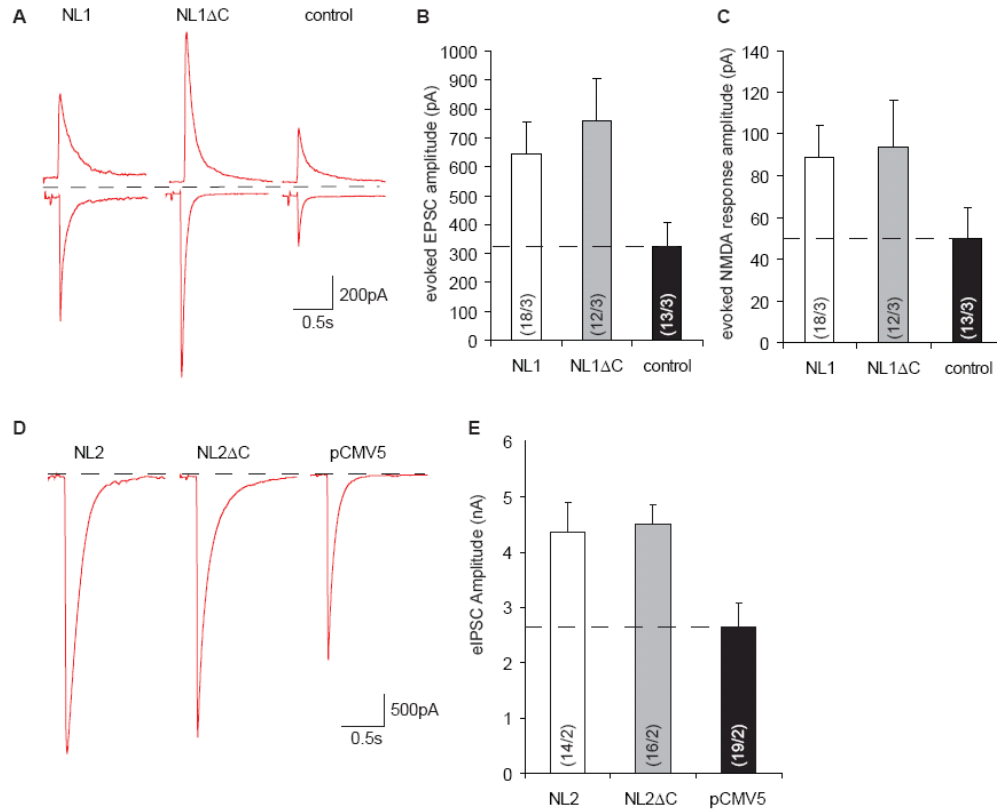 A
NL1 NL1ΔC control
200pA
0.5s
B
evoked EPSC amplitude (pA)
1000
900
800
700
600
500
400
300
200
100
0
(18/3) (12/3) (13/3)
NL1 NL1ΔC control
C
evoked NMDA response amplitude (pA)
140
120
100
80
60
40
20
0
(18/3) (12/3) (13/3)
NL1 NL1ΔC control
D
NL2 NL2ΔC pCMV5
500pA
0.5s
E
eIPSC Amplitude (nA)
6
5
4
3
2
1
0
(14/2) (16/2) (19/2)
NL2 NL2ΔC pCMV5